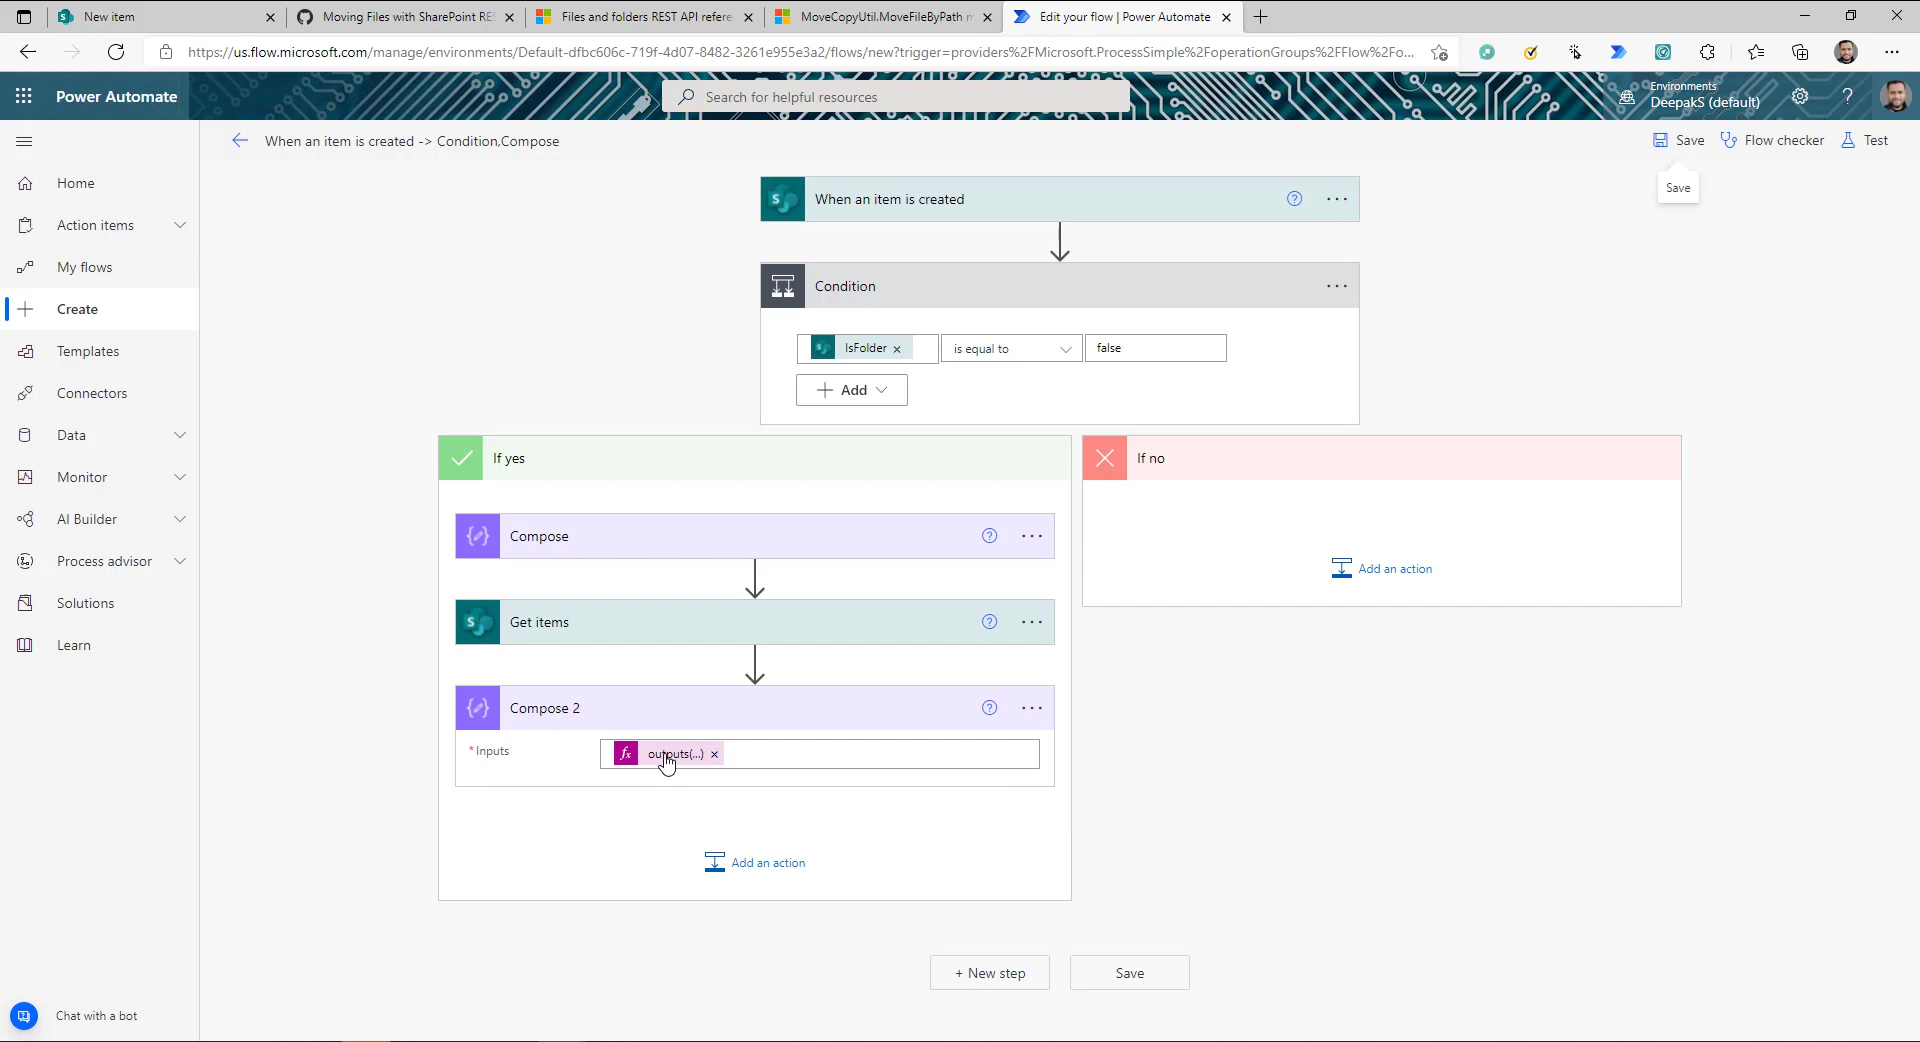 New item
Moving Files with SharePoint RES
Files and folders REST API refere
MoveCopyUtil.MoveFileByPath m
Edit your flow | Power Automate
https://us.flow.microsoft.com/manage/environments/Default-dfbc606c-719f-4d07-8482-3261e955e3a2/flows/new?trigger=providers%2FMicrosoft.ProcessSimple%2FoperationGroups%2FFlow%2Fo...
Power Automate
Search for helpful resources
Environments
DeepakS (default)
When an item is created -> Condition,Compose
Save
Flow checker
Test
Save
Home
Action items
My flows
Create
Templates
Connectors
Data
Monitor
AI Builder
Process advisor
Solutions
Learn
Chat with a bot
When an item is created
Condition
IsFolder
is equal to
false
Add
If yes
If no
Compose
Get items
Compose 2
* Inputs
fx outputs(...)
Add an action
Add an action
+ New step
Save